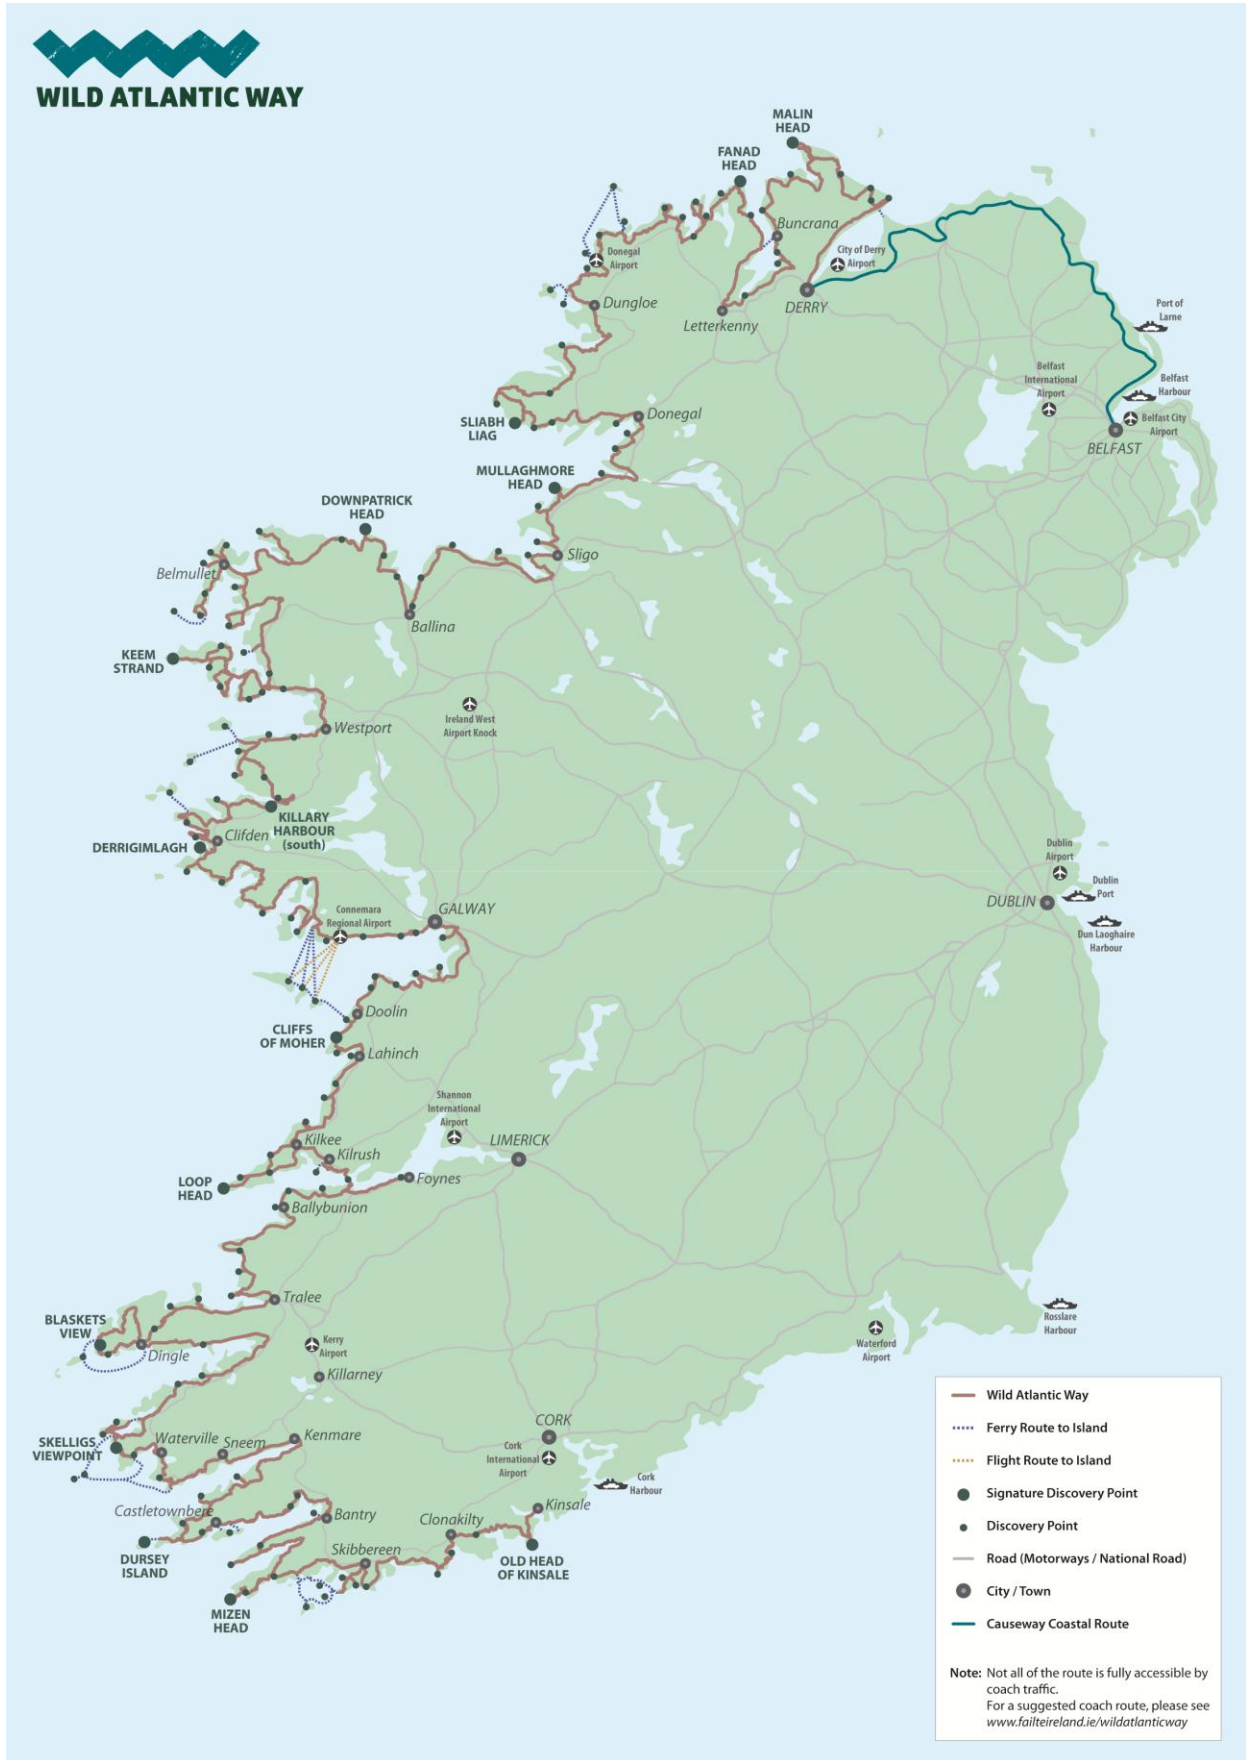 WILD ATLANTIC WAY
MALIN
HEAD
FANAD
HEAD
Buncrana
Donegal
Airport
City of Derry
Airport
Dungloe
Letterkenny
DERRY
Port of
Larne
Belfast
International
Airport
Belfast
Harbour
Belfast City
Airport
BELFAST
SLIABH
LIAG
Donegal
MULLAGHMORE
HEAD
DOWNPATRICK
HEAD
Sligo
Belmullet
Ballina
KEEM
STRAND
Ireland West
Airport Knock
Westport
KILLARY
HARBOUR
(south)
Clifden
DERRIGIMLAGH
Dublin
Airport
Dublin
Port
DUBLIN
Dun Laoghaire
Harbour
Connemara
Regional Airport
GALWAY
Doolin
CLIFFS
OF MOHER
Lahinch
Shannon
International
Airport
LIMERICK
Kilkee
Kilrush
Foynes
LOOP
HEAD
Ballybunion
Tralee
BLASKETS
VIEW
Dingle
Kerry
Airport
Killarney
Rosslare
Harbour
Waterford
Airport
SKELLIGS
VIEWPOINT
Waterville
Sneem
Kenmare
CORK
Cork
International
Airport
Cork
Harbour
Castletownbere
Bantry
Clonakilty
Kinsale
DURSEY
ISLAND
Skibbereen
OLD HEAD
OF KINSALE
MIZEN
HEAD
Wild Atlantic Way
Ferry Route to Island
Flight Route to Island
Signature Discovery Point
Discovery Point
Road (Motorways / National Road)
City / Town
Causeway Coastal Route
Note: Not all of the route is fully accessible by
coach traffic.
For a suggested coach route, please see
www.failteireland.ie/wildatlanticway